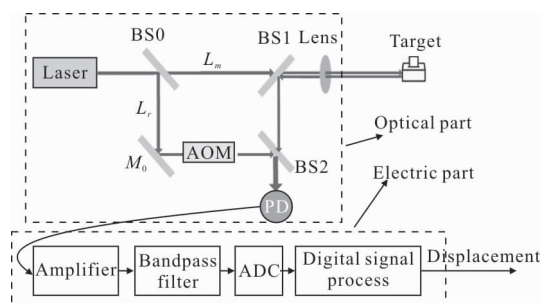 BS0
BS1 Lens
Target
Laser
L_m
L_r
M_0
AOM
BS2
Optical part
Electric part
PD
Amplifier
Bandpass
filter
ADC
Digital signal
process
Displacement